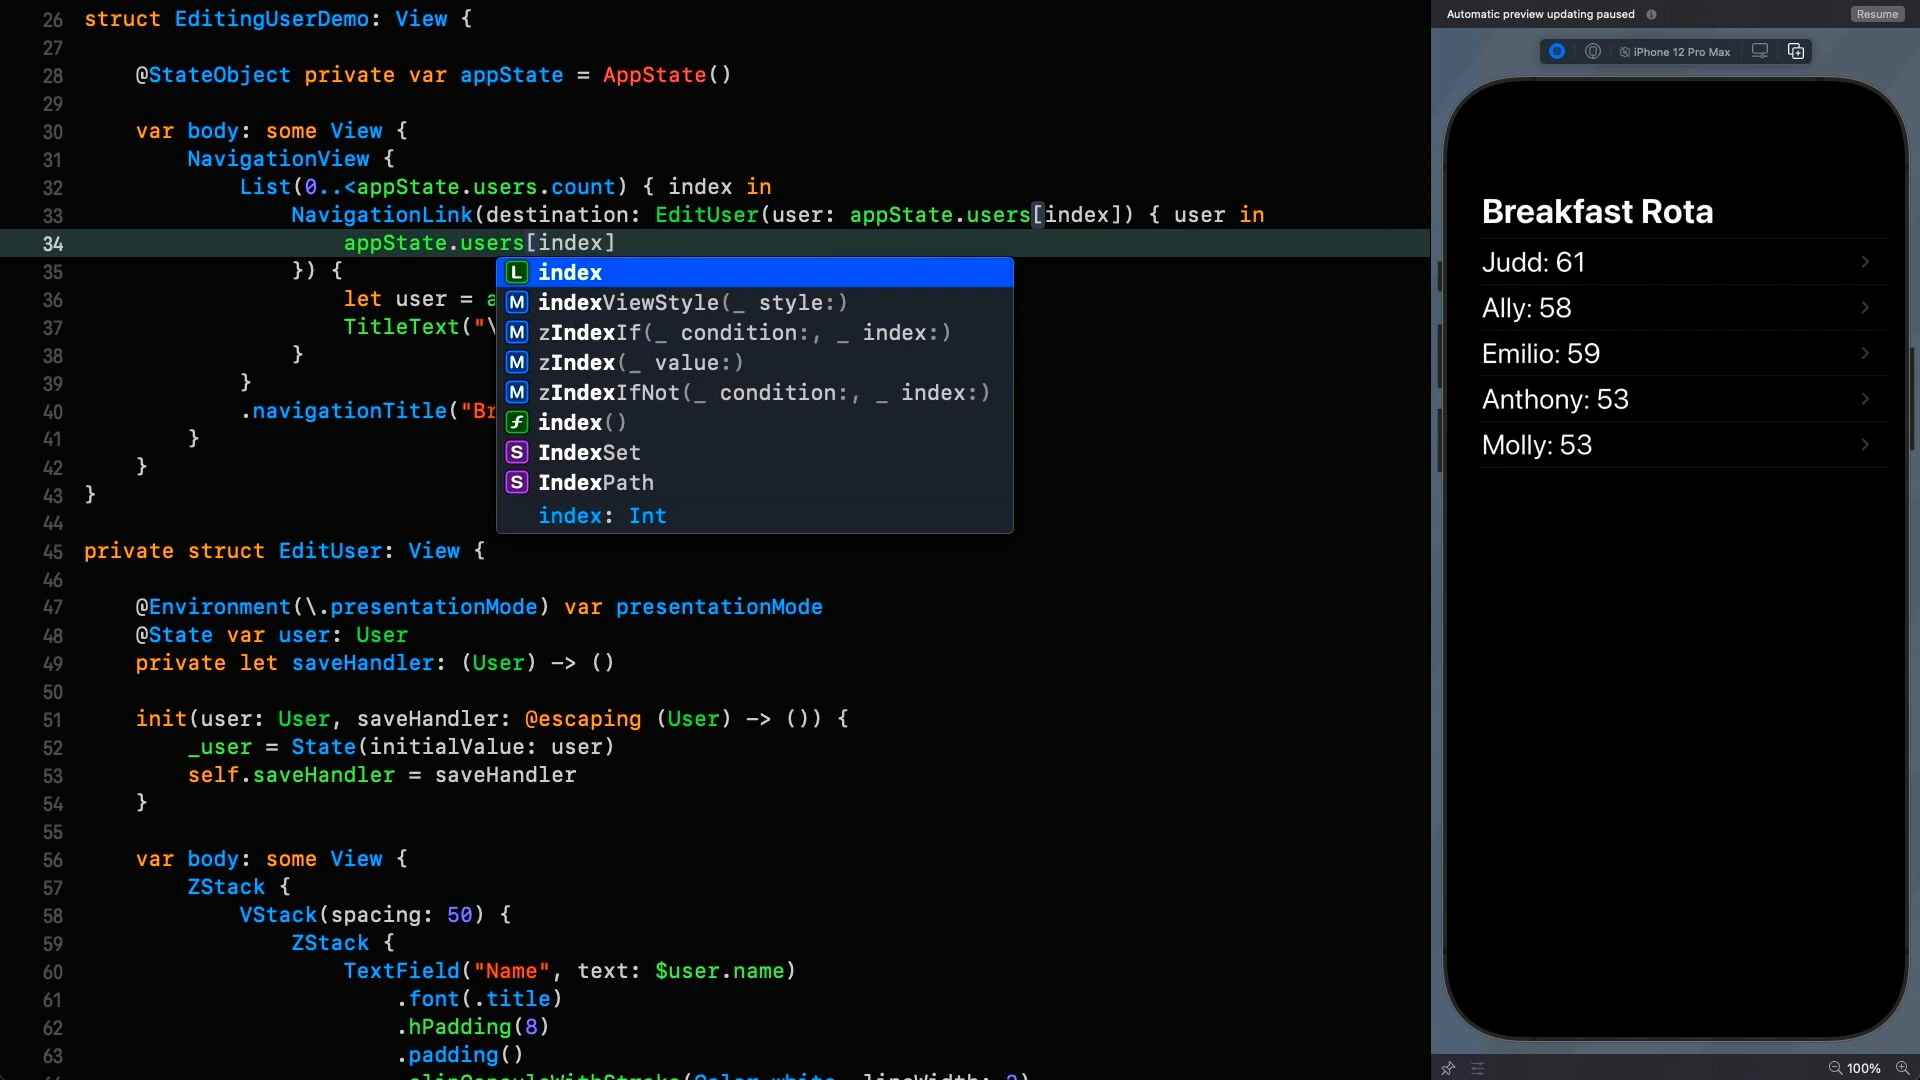 26 struct EditingUserDemo: View {
27
28 @StateObject private var appState = AppState()
29
30 var body: some View {
31 NavigationView {
32 List(0..<appState.users.count) { index in
33 NavigationLink(destination: EditUser(user: appState.users[index]) { user in
34 appState.users[index]
35 }) {
36 let user = a
37 TitleText("\
38 }
39 }
40 .navigationTitle("Br
41 }
42 }
43 }
44
45 private struct EditUser: View {
46
47 @Environment(\.presentationMode) var presentationMode
48 @State var user: User
49 private let saveHandler: (User) -> ()
50
51 init(user: User, saveHandler: @escaping (User) -> ()) {
52 _user = State(initialValue: user)
53 self.saveHandler = saveHandler
54 }
55
56 var body: some View {
57 ZStack {
58 VStack(spacing: 50) {
59 ZStack {
60 TextField("Name", text: $user.name)
61 .font(.title)
62 .hPadding(8)
63 .padding()
L index
M indexViewStyle(_ style:)
M zIndexIf(_ condition:, _ index:)
M zIndex(_ value:)
M zIndexIfNot(_ condition:, _ index:)
f index()
S IndexSet
S IndexPath
index: Int
Automatic preview updating paused
Resume
iPhone 12 Pro Max
Breakfast Rota
Judd: 61
Ally: 58
Emilio: 59
Anthony: 53
Molly: 53
100%